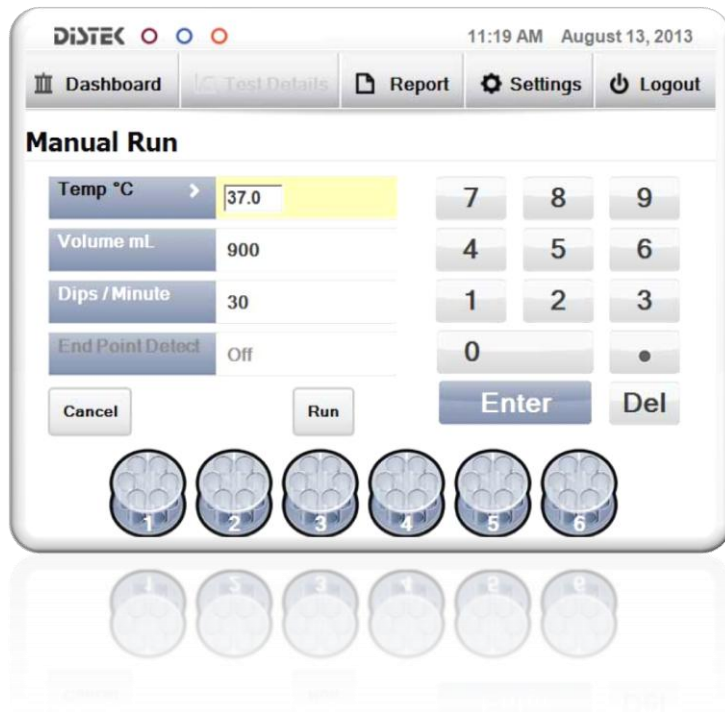 DiSTEK 11:19 AM August 13, 2013
Dashboard Test Details Report Settings Logout
Manual Run
Temp °C 37.0
Volume mL 900
Dips / Minute 30
End Point Detect Off
7 8 9
4 5 6
1 2 3
0 .
Enter Del
Cancel Run
1 2 3 4 5 6